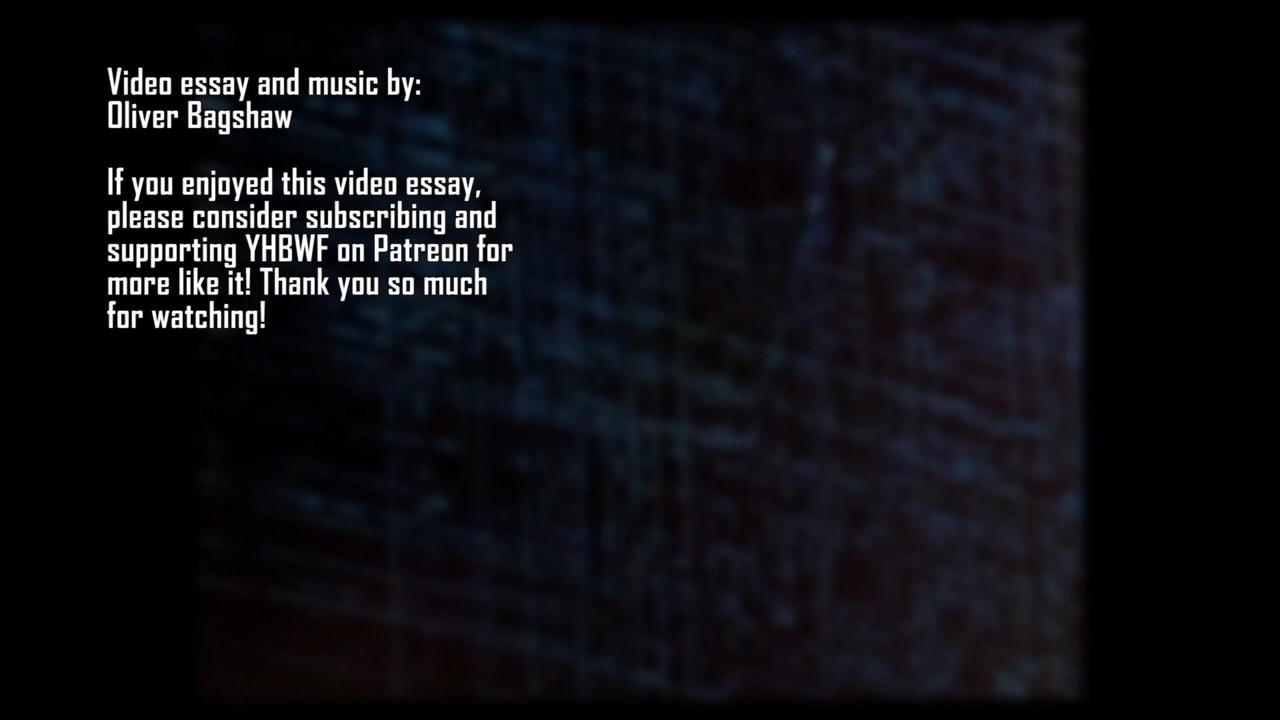 Video essay and music by:
Oliver Bagshaw
If you enjoyed this video essay,
please consider subscribing and
supporting YHBWF on Patreon for
more like it! Thank you so much
for watching!